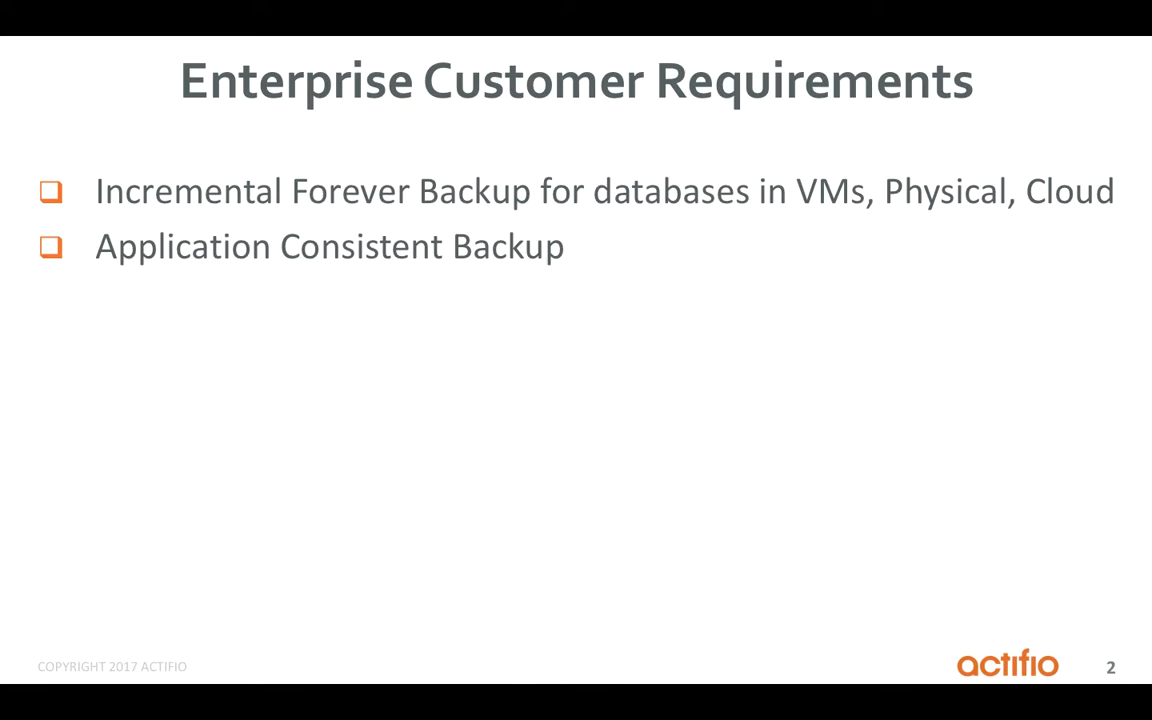 Enterprise Customer Requirements
Incremental Forever Backup for databases in VMs, Physical, Cloud
Application Consistent Backup
COPYRIGHT 2017 ACTIFIO
actifio
2